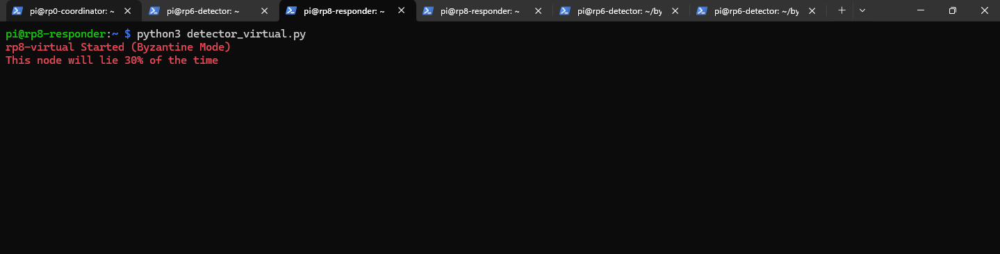 pi@rp0-coordinator: ~
pi@rp6-detector: ~
pi@rp8-responder: ~
pi@rp8-responder: ~
pi@rp6-detector: ~/by
pi@rp6-detector: ~/by
pi@rp8-responder:~ $ python3 detector_virtual.py
rp8-virtual Started (Byzantine Mode)
This node will lie 30% of the time